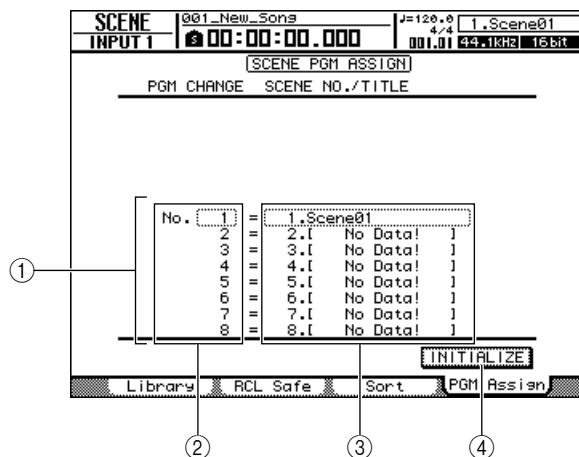 SCENE
INPUT 1
001_New_Song
S 00:00:00.000
♩=120.0
4/4
001.01
1.Scene01
44.1kHz 16bit
SCENE PGM ASSIGN
PGM CHANGE SCENE NO./TITLE
No. 1 = 1.Scene01
2 = 2.[ No Data! ]
3 = 3.[ No Data! ]
4 = 4.[ No Data! ]
5 = 5.[ No Data! ]
6 = 6.[ No Data! ]
7 = 7.[ No Data! ]
8 = 8.[ No Data! ]
INITIALIZE
Library RCL Safe Sort PGM Assign
①
② ③ ④